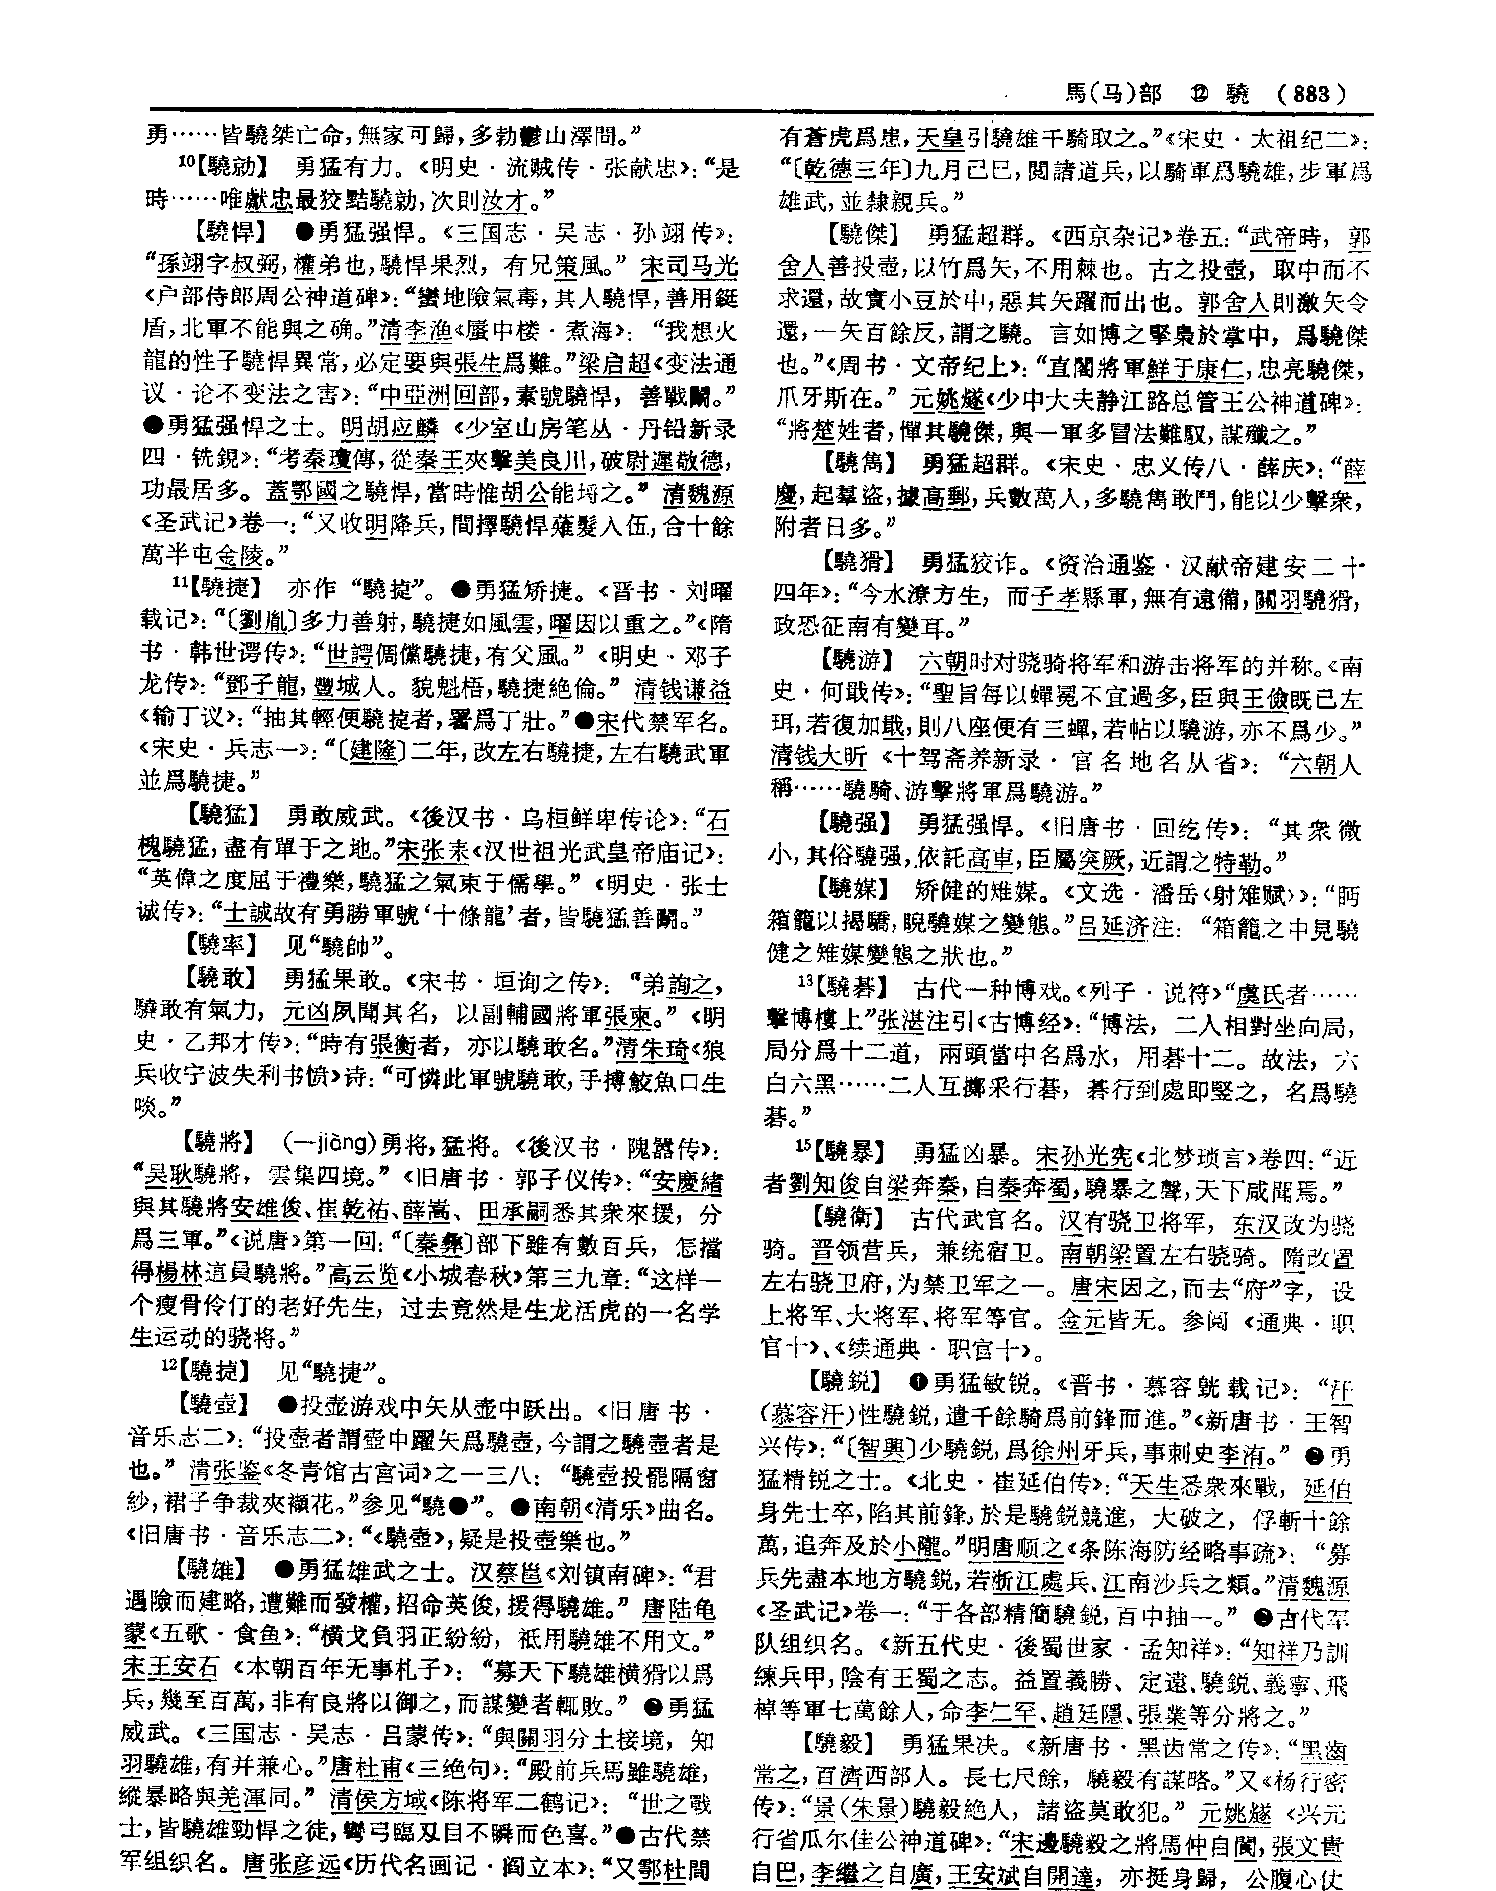 馬(马)部 ⑫ 驍 (883)
勇……皆驍桀亡命,無家可歸,多勃鬱山澤間。”
10【驍勍】 勇猛有力。《明史·流贼传·张献忠》:“是
時……唯獻忠最狡黠驍勍,次則汝才。”
【驍悍】 ●勇猛强悍。《三国志·吴志·孙翊传》:
“孫翊字叔弼,權弟也,驍悍果烈,有兄策風。” 宋司马光
《户部侍郎周公神道碑》:“蠻地險氣毒,其人驍悍,善用鋋
盾,北軍不能與之确。”清李渔《蜃中楼·煮海》:“我想火
龍的性子驍悍異常,必定要與張生爲難。”梁启超《变法通
议·论不变法之害》:“中亞洲回部,素號驍悍,善戰鬭。”
●勇猛强悍之士。明胡应麟《少室山房笔丛·丹铅新录
四·铣鋧》:“考秦瓊傳,從秦王夾擊美良川,破尉遲敬德,
功最居多。蓋鄂國之驍悍,當時惟胡公能埒之。” 清魏源
《圣武记》卷一:“又收明降兵,間擇驍悍薙髮入伍,合十餘
萬半屯金陵。”
11【驍捷】 亦作“驍㨗”。●勇猛矫捷。《晋书·刘曜
载记》:“〔劉胤〕多力善射,驍捷如風雲,曜因以重之。”《隋
书·韩世谔传》:“世諤倜儻驍捷,有父風。”《明史·邓子
龙传》:“鄧子龍,豐城人。貌魁梧,驍捷絶倫。” 清钱谦益
《输丁议》:“抽其輕便驍㨗者,署爲丁壯。”●宋代禁军名。
《宋史·兵志一》:“〔建隆〕二年,改左右驍捷,左右驍武軍
並爲驍捷。”
【驍猛】 勇敢威武。《後汉书·乌桓鲜卑传论》:“石
槐驍猛,盡有單于之地。”宋张耒《汉世祖光武皇帝庙记》:
“英偉之度屈于禮樂,驍猛之氣束于儒學。”《明史·张士
诚传》:“士誠故有勇勝軍號‘十條龍’者,皆驍猛善鬭。”
【驍率】 见“驍帥”。
【驍敢】 勇猛果敢。《宋书·垣询之传》:“弟詢之,
驍敢有氣力,元凶夙聞其名,以副輔國將軍張柬。”《明
史·乙邦才传》:“時有張衡者,亦以驍敢名。”清朱琦《狼
兵收宁波失利书愤》诗:“可憐此軍號驍敢,手搏鮫魚口生
啖。”
【驍將】 (—jiàng)勇将,猛将。《後汉书·隗嚣传》:
“吴耿驍將,雲集四境。”《旧唐书·郭子仪传》:“安慶緒
與其驍將安雄俊、崔乾祐、薛嵩、田承嗣悉其衆來援,分
爲三軍。”《说唐》第一回:“〔秦彝〕部下雖有數百兵,怎擋
得楊林這員驍將。”高云览《小城春秋》第三九章:“这样一
个瘦骨伶仃的老好先生,过去竟然是生龙活虎的一名学
生运动的骁将。”
12【驍㨗】 见“驍捷”。
【驍壺】 ●投壶游戏中矢从壶中跃出。《旧唐书·
音乐志二》:“投壺者謂壺中躍矢爲驍壺,今謂之驍壺者是
也。” 清张鉴《冬青馆古宫词》之一三八:“驍壺投罷隔窗
紗,裙子争裁夾纈花。”参见“驍●”。●南朝《清乐》曲名。
《旧唐书·音乐志二》:“《驍壺》,疑是投壺樂也。”
【驍雄】 ●勇猛雄武之士。汉蔡邕《刘镇南碑》:“君
遇險而建略,遭難而發權,招命英俊,援得驍雄。” 唐陆龟
蒙《五歌·食鱼》:“横戈負羽正紛紛,祇用驍雄不用文。”
宋王安石《本朝百年无事札子》:“募天下驍雄横猾以爲
兵,幾至百萬,非有良將以御之,而謀變者輒敗。” ●勇猛
威武。《三国志·吴志·吕蒙传》:“與關羽分土接境,知
羽驍雄,有并兼心。”唐杜甫《三绝句》:“殿前兵馬雖驍雄,
縱暴略與羌渾同。” 清侯方域《陈将军二鹤记》:“世之戰
士,皆驍雄勁悍之徒,彎弓臨刃目不瞬而色喜。”●古代禁
军组织名。唐张彦远《历代名画记·阎立本》:“又鄠杜間
有蒼虎爲患,天皇引驍雄千騎取之。”《宋史·太祖纪二》:
“〔乾德三年〕九月己巳,閲諸道兵,以騎軍爲驍雄,步軍爲
雄武,並隸親兵。”
【驍傑】 勇猛超群。《西京杂记》卷五:“武帝時,郭
舍人善投壺,以竹爲矢,不用棘也。古之投壺,取中而不
求還,故實小豆於中,惡其矢躍而出也。郭舍人則激矢令
還,一矢百餘反,謂之驍。言如博之掔梟於掌中,爲驍傑
也。”《周书·文帝纪上》:“直閣將軍鮮于康仁,忠亮驍傑,
爪牙斯在。” 元姚燧《少中大夫静江路总管王公神道碑》:
“將楚姓者,憚其驍傑,與一軍多冒法難馭,謀殲之。”
【驍雋】 勇猛超群。《宋史·忠义传八·薛庆》:“薛
慶,起羣盜,據高郵,兵數萬人,多驍雋敢鬥,能以少擊衆,
附者日多。”
【驍猾】 勇猛狡诈。《资治通鉴·汉献帝建安二十
四年》:“今水潦方生,而子孝縣軍,無有遠備,關羽驍猾,
政恐征南有變耳。”
【驍游】 六朝时对骁骑将军和游击将军的并称。《南
史·何戢传》:“聖旨每以蟬冕不宜過多,臣與王儉既已左
珥,若復加戢,則八座便有三蟬,若帖以驍游,亦不爲少。”
清钱大昕《十驾斋养新录·官名地名从省》:“六朝人
稱……驍騎、游擊將軍爲驍游。”
【驍强】 勇猛强悍。《旧唐书·回纥传》:“其衆微
小,其俗驍强,依託高車,臣屬突厥,近謂之特勒。”
【驍媒】 矫健的雉媒。《文选·潘岳〈射雉赋〉》:“眄
箱籠以揭驕,睨驍媒之變態。”吕延济注:“箱籠之中見驍
健之雉媒變態之狀也。”
13【驍碁】 古代一种博戏。《列子·说符》“虞氏者……
擊博樓上”张湛注引《古博经》:“博法,二人相對坐向局,
局分爲十二道,兩頭當中名爲水,用碁十二。故法,六
白六黑……二人互擲采行碁,碁行到處即竪之,名爲驍
碁。”
15【驍暴】 勇猛凶暴。宋孙光宪《北梦琐言》卷四:“近
者劉知俊自梁奔秦,自秦奔蜀,驍暴之聲,天下咸聞焉。”
【驍衛】 古代武官名。汉有骁卫将军,东汉改为骁
骑。晋领营兵,兼统宿卫。南朝梁置左右骁骑。隋改置
左右骁卫府,为禁卫军之一。唐宋因之,而去“府”字,设
上将军、大将军、将军等官。金元皆无。参阅《通典·职
官十》、《续通典·职官十》。
【驍鋭】 ❶勇猛敏锐。《晋书·慕容皝载记》:“汗
(慕容汗)性驍鋭,遣千餘騎爲前鋒而進。”《新唐书·王智
兴传》:“〔智興〕少驍鋭,爲徐州牙兵,事刺史李洧。” ❷勇
猛精锐之士。《北史·崔延伯传》:“天生悉衆來戰,延伯
身先士卒,陷其前鋒,於是驍鋭競進,大破之,俘斬十餘
萬,追奔及於小隴。”明唐顺之《条陈海防经略事疏》:“募
兵先盡本地方驍鋭,若浙江處兵、江南沙兵之類。”清魏源
《圣武记》卷一:“于各部精簡驍鋭,百中抽一。” ❷古代军
队组织名。《新五代史·後蜀世家·孟知祥》:“知祥乃訓
練兵甲,陰有王蜀之志。益置義勝、定遠、驍鋭、義寧、飛
棹等軍七萬餘人,命李仁罕、趙廷隱、張業等分將之。”
【驍毅】 勇猛果决。《新唐书·黑齿常之传》:“黑齒
常之,百濟西部人。長七尺餘,驍毅有謀略。”又《杨行密
传》:“景(朱景)驍毅絶人,諸盜莫敢犯。” 元姚燧《兴元
行省瓜尔佳公神道碑》:“宋邊驍毅之將馬仲自閬,張文貴
自巴,李繼之自廣,王安斌自開達,亦挺身歸,公腹心仗